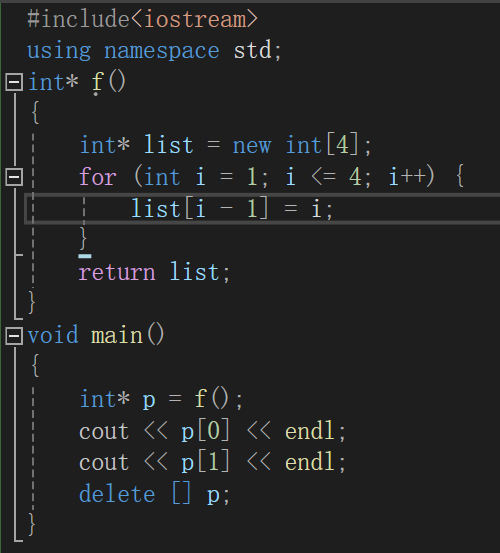 #include<iostream>
using namespace std;
int* f()
{
int* list = new int[4];
for (int i = 1; i <= 4; i++) {
list[i - 1] = i;
}
return list;
}
void main()
{
int* p = f();
cout << p[0] << endl;
cout << p[1] << endl;
delete [] p;
}